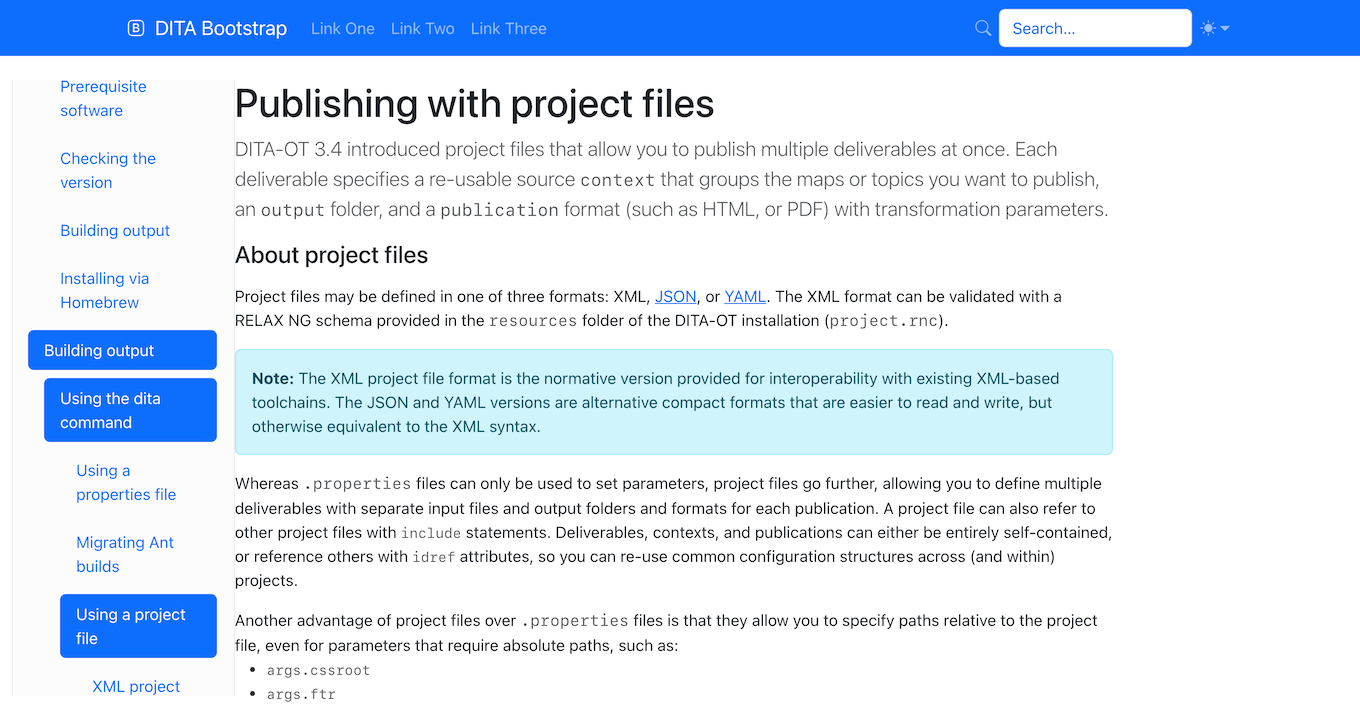 B DITA Bootstrap Link One Link Two Link Three Search...
Prerequisite
software
Checking the
version
Building output
Installing via
Homebrew
Building output
Using the dita
command
Using a
properties file
Migrating Ant
builds
Using a project
file
XML project
Publishing with project files
DITA-OT 3.4 introduced project files that allow you to publish multiple deliverables at once. Each
deliverable specifies a re-usable source context that groups the maps or topics you want to publish,
an output folder, and a publication format (such as HTML, or PDF) with transformation parameters.
About project files
Project files may be defined in one of three formats: XML, JSON, or YAML. The XML format can be validated with a
RELAX NG schema provided in the resources folder of the DITA-OT installation (project.rnc).
Note: The XML project file format is the normative version provided for interoperability with existing XML-based
toolchains. The JSON and YAML versions are alternative compact formats that are easier to read and write, but
otherwise equivalent to the XML syntax.
Whereas .properties files can only be used to set parameters, project files go further, allowing you to define multiple
deliverables with separate input files and output folders and formats for each publication. A project file can also refer to
other project files with include statements. Deliverables, contexts, and publications can either be entirely self-contained,
or reference others with idref attributes, so you can re-use common configuration structures across (and within)
projects.
Another advantage of project files over .properties files is that they allow you to specify paths relative to the project
file, even for parameters that require absolute paths, such as:
• args.cssroot
• args.ftr